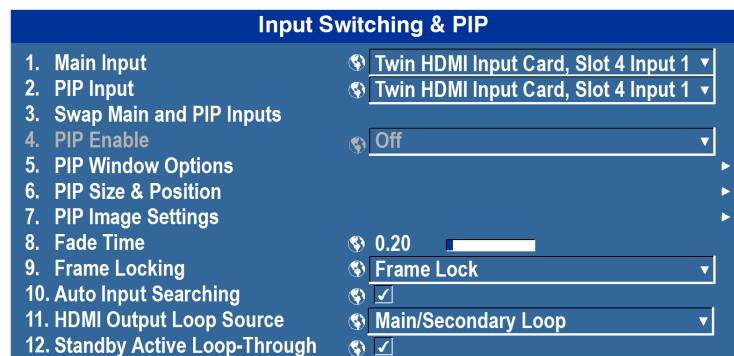 Input Switching & PIP
1. Main Input Twin HDMI Input Card, Slot 4 Input 1
2. PIP Input Twin HDMI Input Card, Slot 4 Input 1
3. Swap Main and PIP Inputs
4. PIP Enable Off
5. PIP Window Options
6. PIP Size & Position
7. PIP Image Settings
8. Fade Time 0.20
9. Frame Locking Frame Lock
10. Auto Input Searching
11. HDMI Output Loop Source Main/Secondary Loop
12. Standby Active Loop-Through